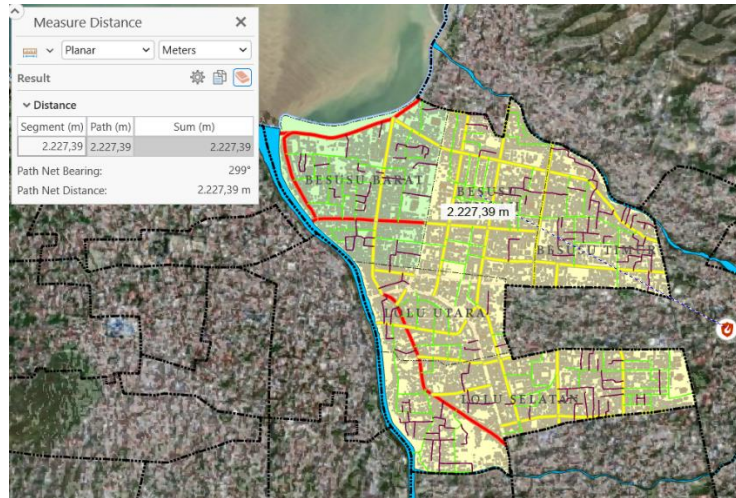 Measure Distance
Planar
Meters
Result
Distance
Segment (m) Path (m) Sum (m)
2.227,39 2.227,39 2.227,39
Path Net Bearing: 299°
Path Net Distance: 2.227,39 m
BESUSU BARAT
BESUSU
2.227,39 m
BESUSU TIMUR
LOLU UTARA
LOLU SELATAN